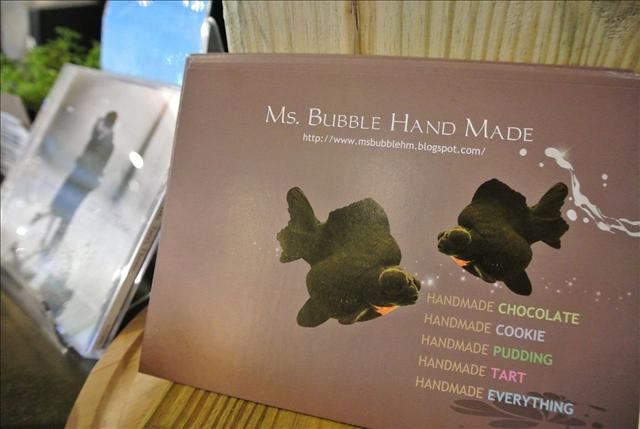 Ms. Bubble Hand Made
http://www.msbubblehm.blogspot.com/
HANDMADE CHOCOLATE
HANDMADE COOKIE
HANDMADE PUDDING
HANDMADE TART
HANDMADE EVERYTHING